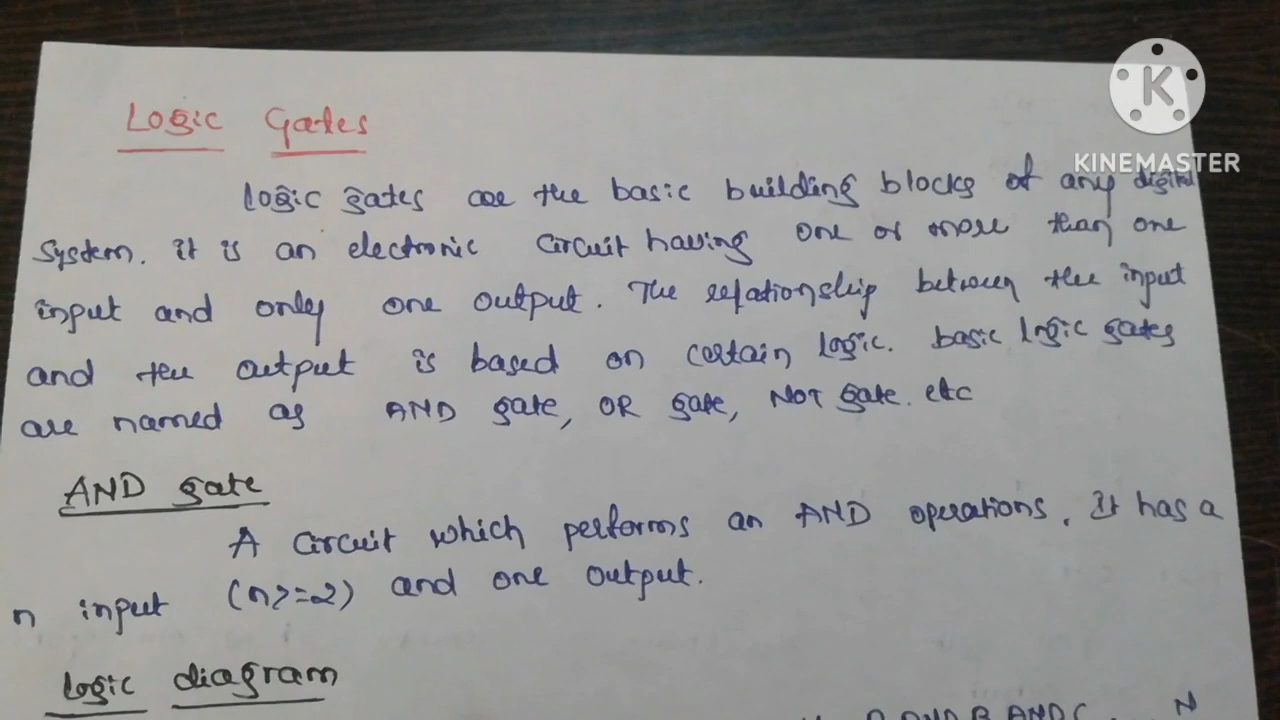 Logic Gates
KINEMASTER
Logic gates are the basic building blocks of any digital
System. it is an electronic circuit having one or more than one
input and only one output. The relationship between the input
and the output is based on certain logic. basic logic gates
are named as AND gate, OR gate, NOT gate. etc
AND gate
A circuit which performs an AND operations. It has a
n input (n>=2) and one output.
Logic diagram
AND B AND C N